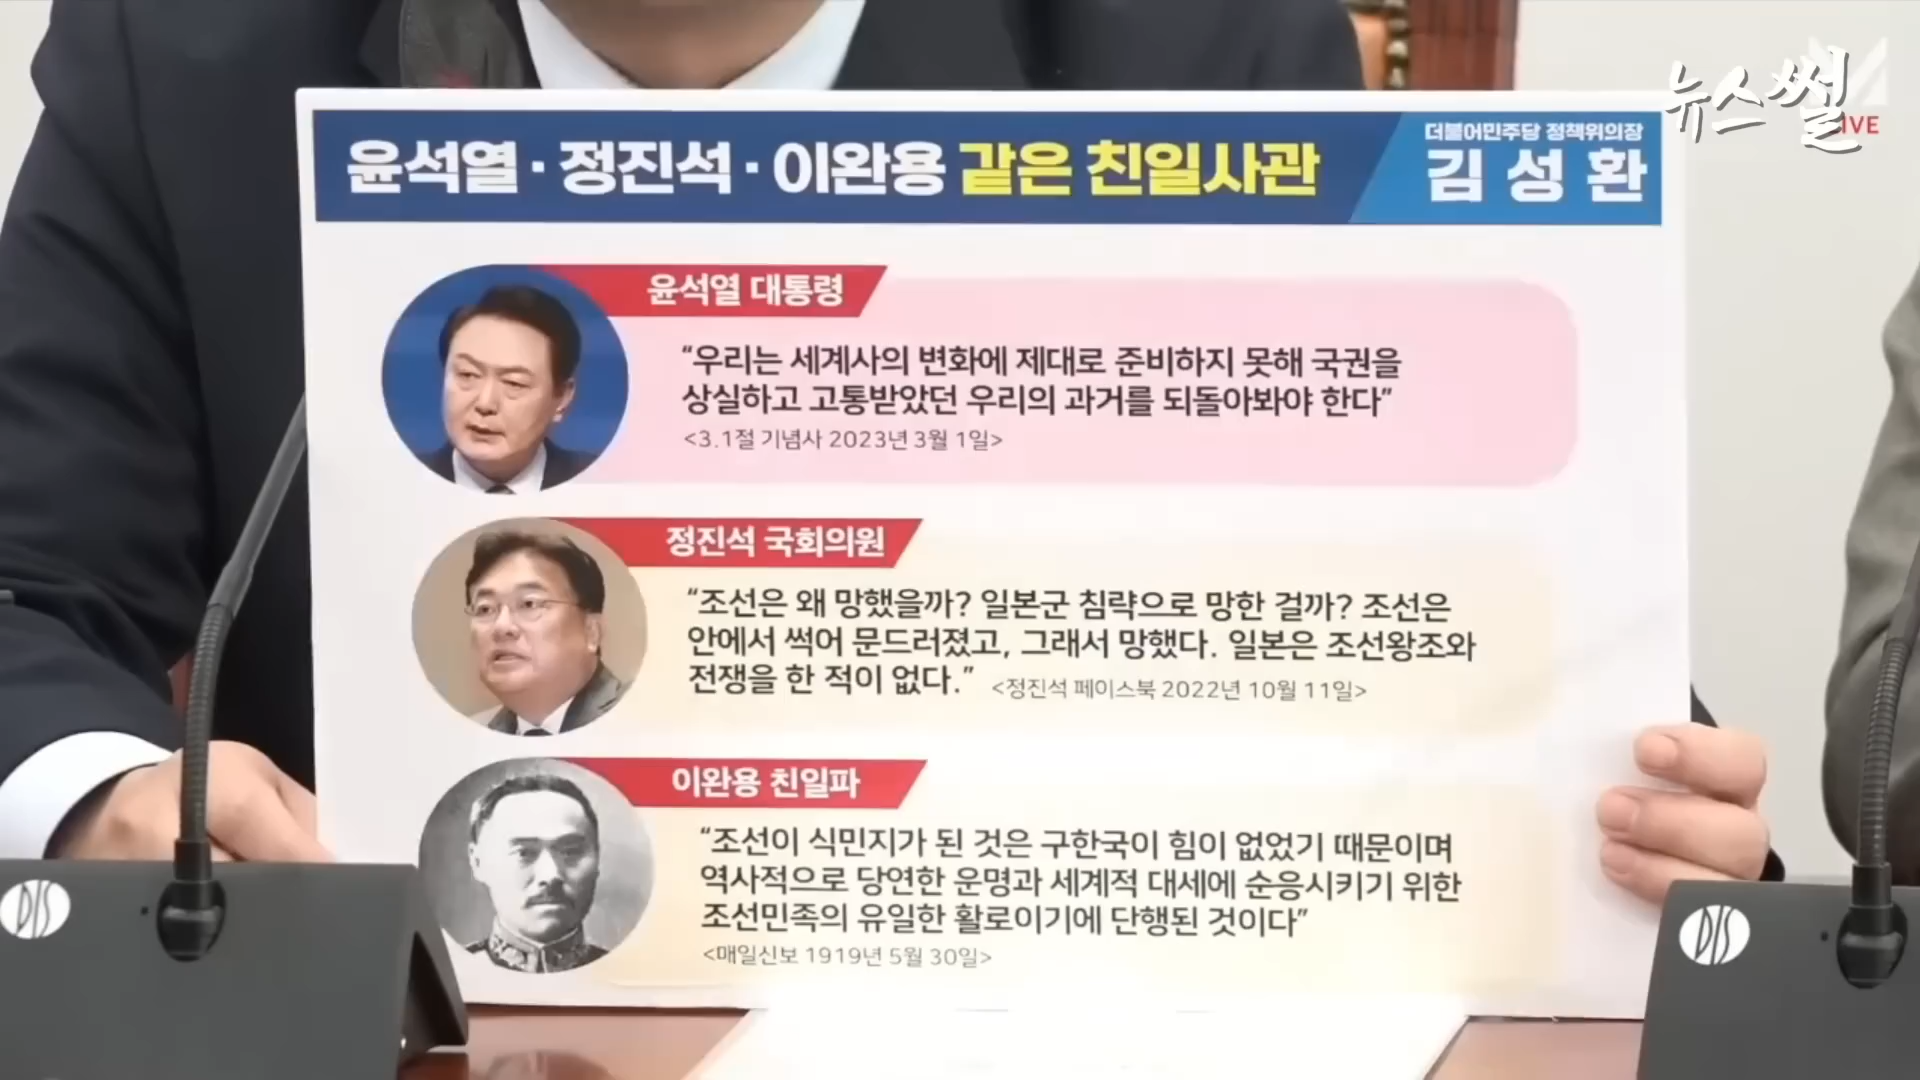 뉴스썰
LIVE
윤석열·정진석·이완용 같은 친일사관
더불어민주당 정책위의장
김성환
윤석열 대통령
“우리는 세계사의 변화에 제대로 준비하지 못해 국권을
상실하고 고통받았던 우리의 과거를 되돌아봐야 한다”
<3.1절 기념사 2023년 3월 1일>
정진석 국회의원
“조선은 왜 망했을까? 일본군 침략으로 망한 걸까? 조선은
안에서 썩어 문드러졌고, 그래서 망했다. 일본은 조선왕조와
전쟁을 한 적이 없다.” <정진석 페이스북 2022년 10월 11일>
이완용 친일파
“조선이 식민지가 된 것은 구한국이 힘이 없었기 때문이며
역사적으로 당연한 운명과 세계적 대세에 순응시키기 위한
조선민족의 유일한 활로이기에 단행된 것이다”
<매일신보 1919년 5월 30일>
DIS
DIS